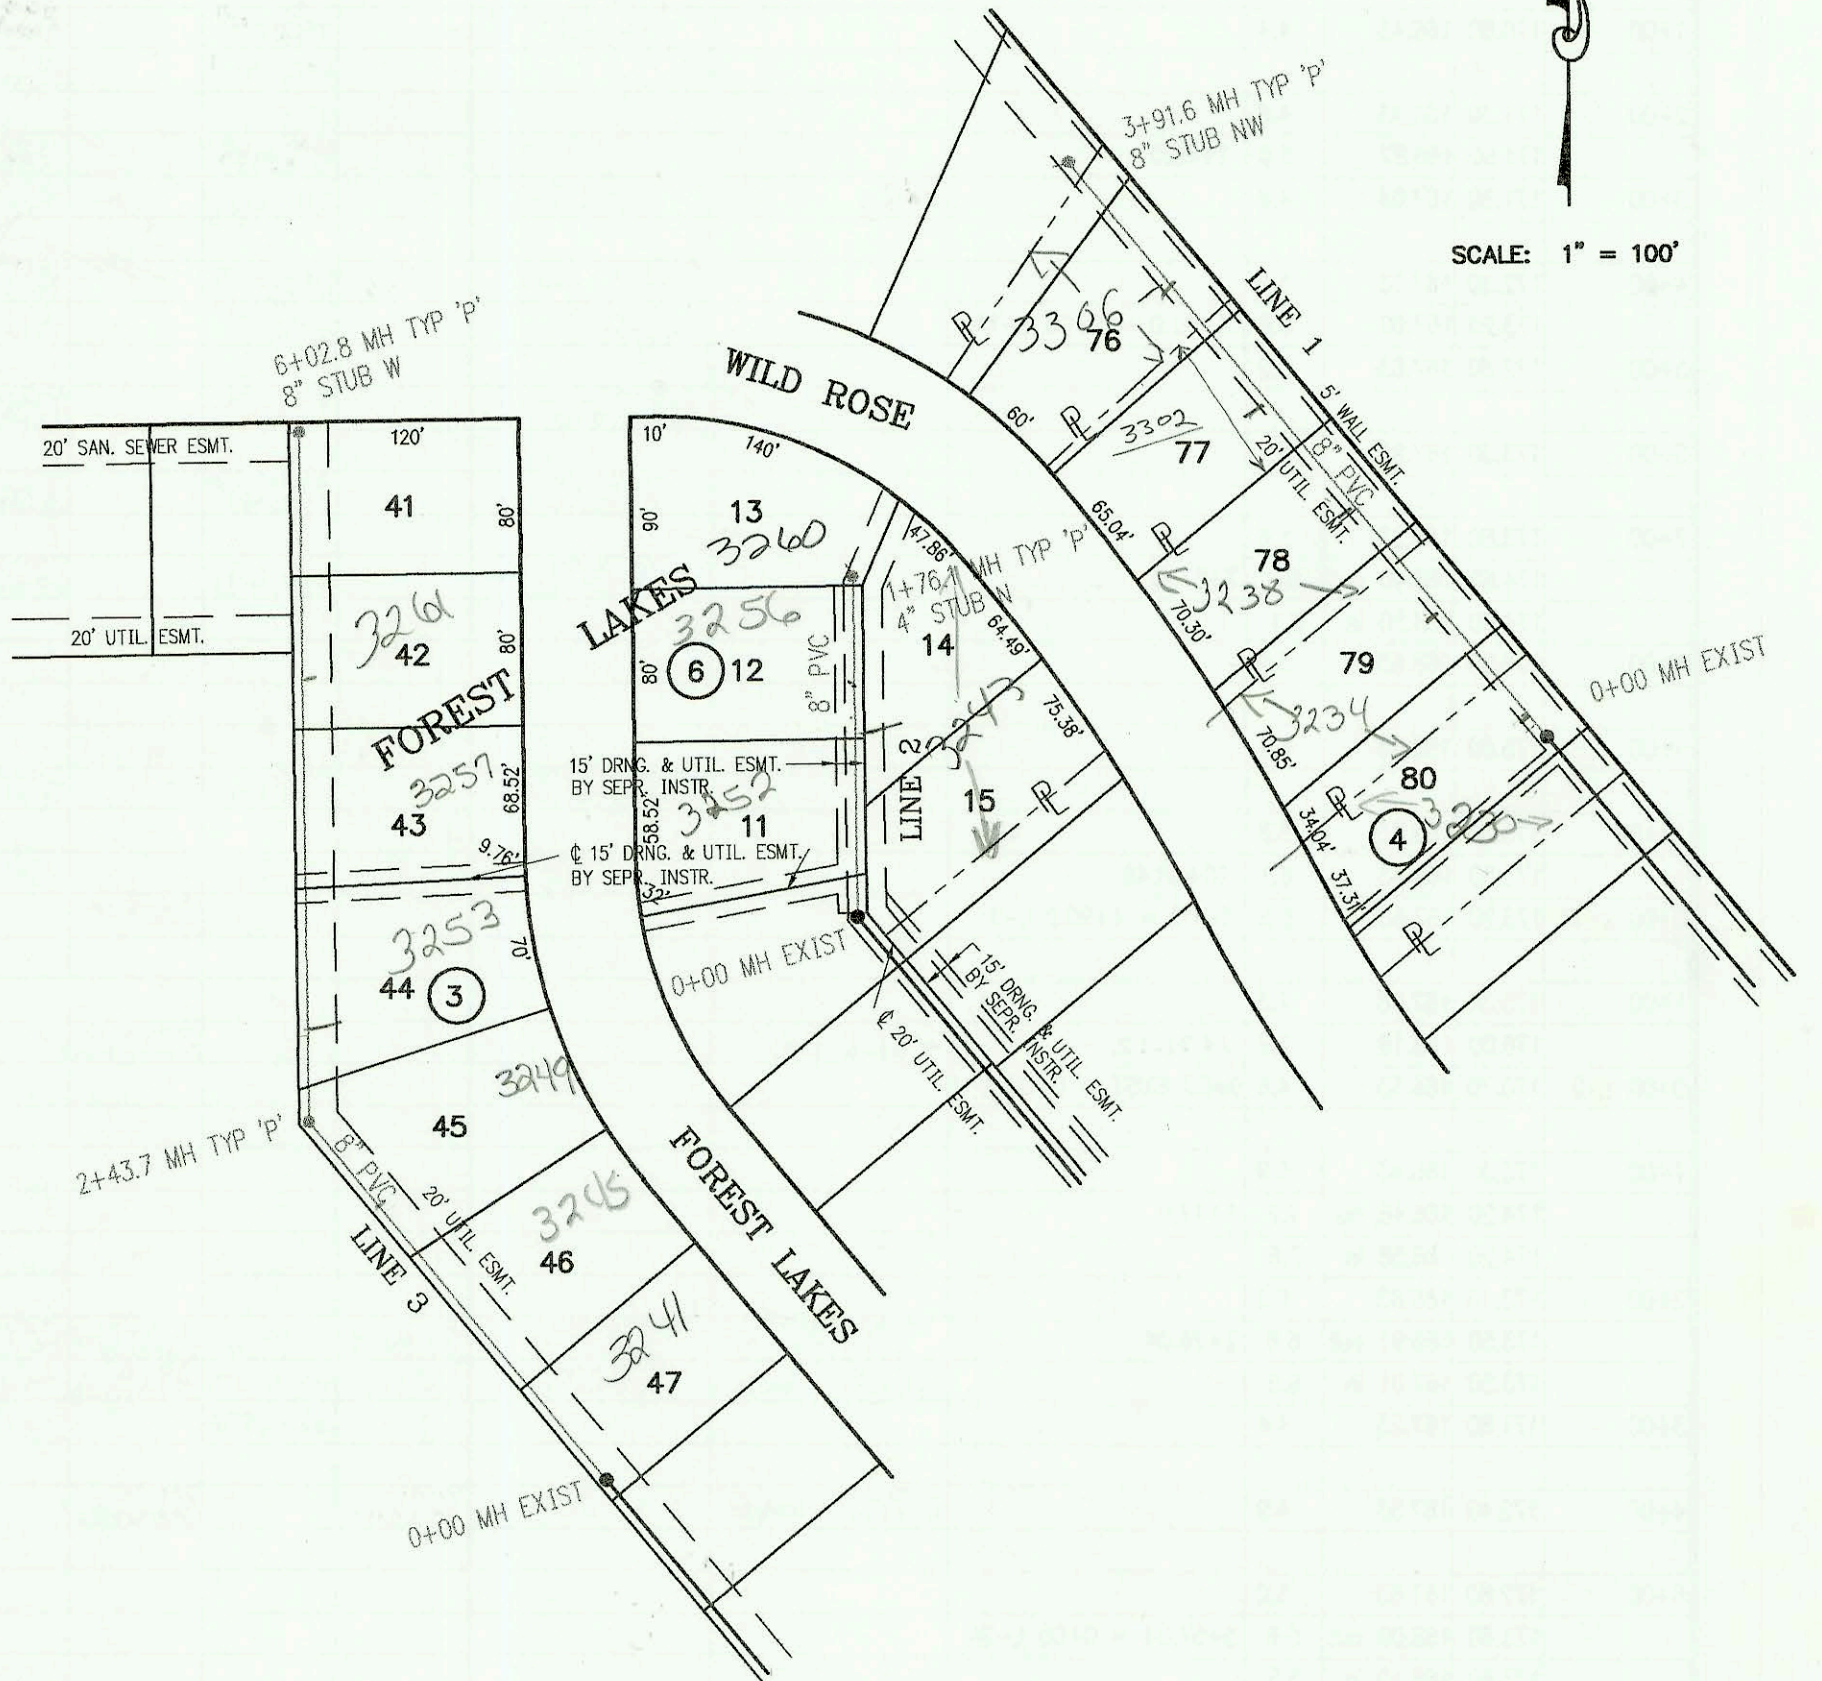 3+91.6 MH TYP 'P'
8" STUB NW
SCALE: 1" = 100'
LINE 1
6+02.8 MH TYP 'P'
8" STUB W
WILD ROSE
3306
76
60'
3302
77
5' WALL ESMT.
8" PVC
20' UTIL. ESMT.
20' SAN. SEWER ESMT.
120'
10'
140'
41
80'
90'
13
3260
47.86'
65.04'
1+76.1 MH TYP 'P'
4" STUB N
78
3238
70.30'
20' UTIL. ESMT.
3261
42
80'
FOREST
LAKES
3256
80'
6
12
8" PVC
14
64.49'
79
3234
70.85'
0+00 MH EXIST
3257
43
68.52'
15' DRNG. & UTIL. ESMT.
BY SEPR. INSTR.
58.52'
3252
11
LINE 2
3243
75.38'
15
80
3230
34.04'
4
37.31'
9.76'
℄ 15' DRNG. & UTIL. ESMT.
BY SEPR. INSTR.
32'
3253
44
3
70'
0+00 MH EXIST
15' DRNG. & UTIL. ESMT.
BY SEPR. INSTR.
℄ 20' UTIL. ESMT.
3249
45
2+43.7 MH TYP 'P'
8" PVC
20' UTIL. ESMT.
LINE 3
3245
46
FOREST LAKES
3241
47
0+00 MH EXIST